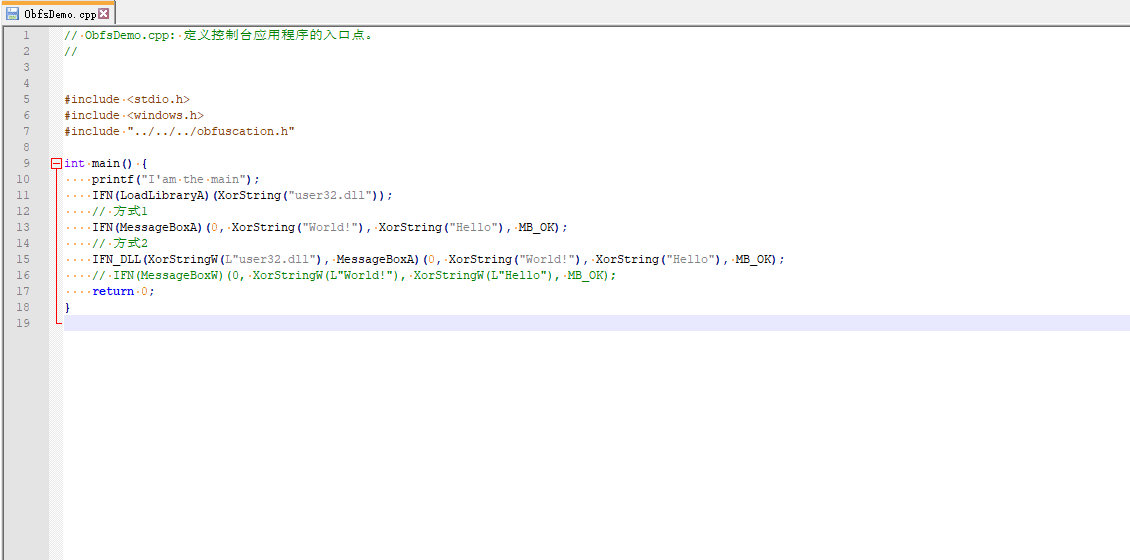 ObfsDemo.cpp
1 // ObfsDemo.cpp: 定义控制台应用程序的入口点。
2 //
3
4
5 #include <stdio.h>
6 #include <windows.h>
7 #include "../../../obfuscation.h"
8
9 int main() {
10 printf("I'am the main");
11 IFN(LoadLibraryA)(XorString("user32.dll"));
12 // 方式1
13 IFN(MessageBoxA)(0, XorString("World!"), XorString("Hello"), MB_OK);
14 // 方式2
15 IFN_DLL(XorStringW(L"user32.dll"), MessageBoxA)(0, XorString("World!"), XorString("Hello"), MB_OK);
16 // IFN(MessageBoxW)(0, XorStringW(L"World!"), XorStringW(L"Hello"), MB_OK);
17 return 0;
18 }
19